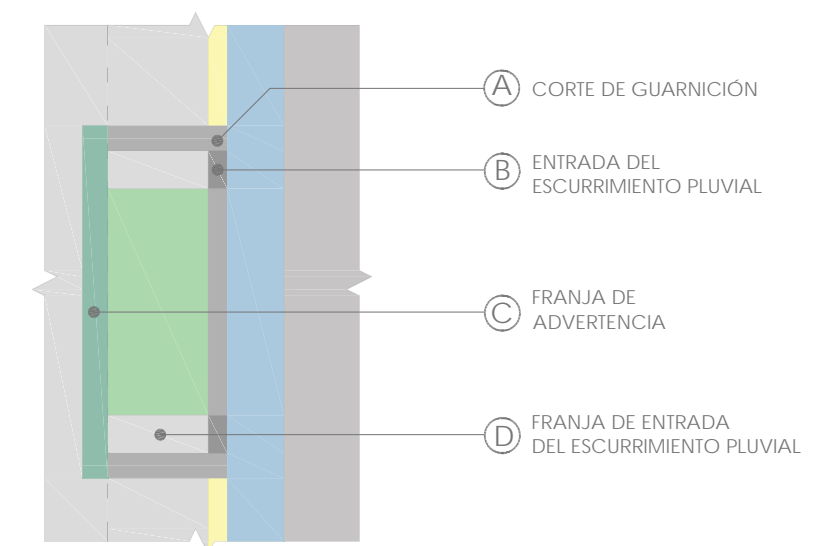 A CORTE DE GUARNICIÓN
B ENTRADA DEL
ESCURRIMIENTO PLUVIAL
C FRANJA DE
ADVERTENCIA
D FRANJA DE ENTRADA
DEL ESCURRIMIENTO PLUVIAL